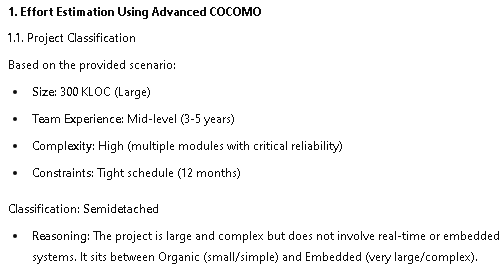 1. Effort Estimation Using Advanced COCOMO
1.1. Project Classification
Based on the provided scenario:
• Size: 300 KLOC (Large)
• Team Experience: Mid-level (3-5 years)
• Complexity: High (multiple modules with critical reliability)
• Constraints: Tight schedule (12 months)
Classification: Semidetached
• Reasoning: The project is large and complex but does not involve real-time or embedded
systems. It sits between Organic (small/simple) and Embedded (very large/complex).